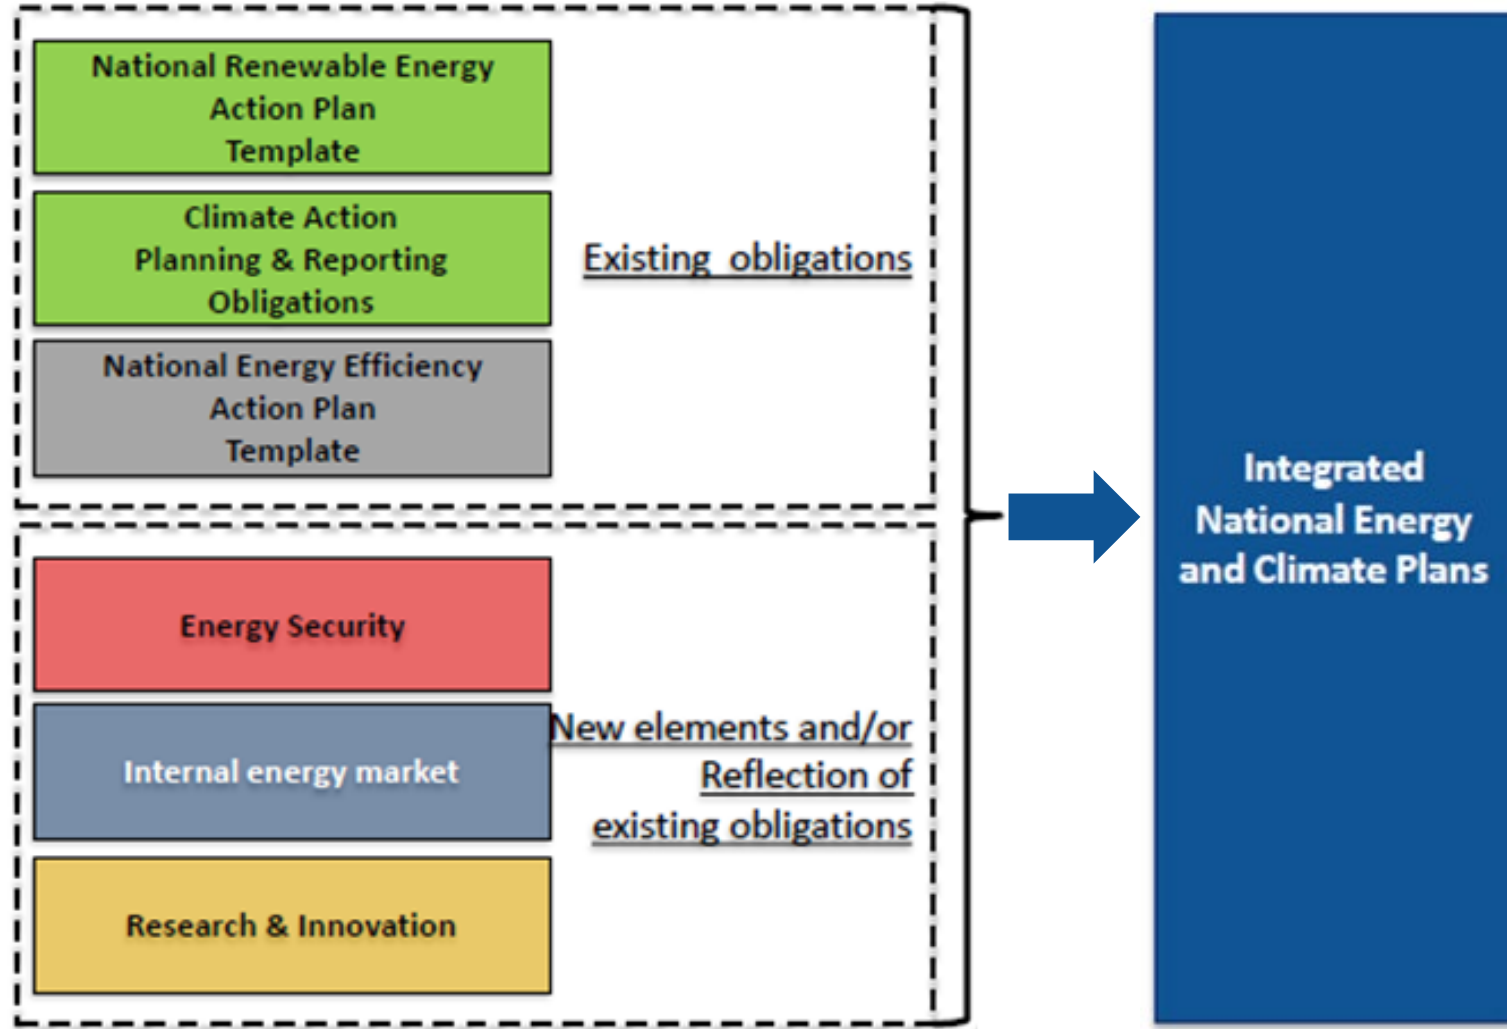 National Renewable Energy
Action Plan
Template
Climate Action
Planning & Reporting
Obligations
Existing obligations
National Energy Efficiency
Action Plan
Template
Energy Security
Internal energy market
New elements and/or
Reflection of
existing obligations
Research & Innovation
Integrated
National Energy
and Climate Plans